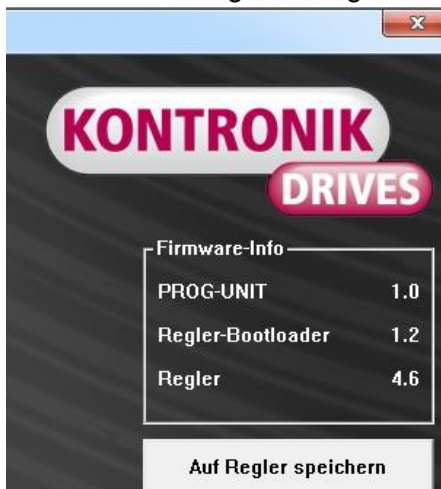 KONTRONIK
DRIVES
Firmware-Info
PROG-UNIT 1.0
Regler-Bootloader 1.2
Regler 4.6
Auf Regler speichern